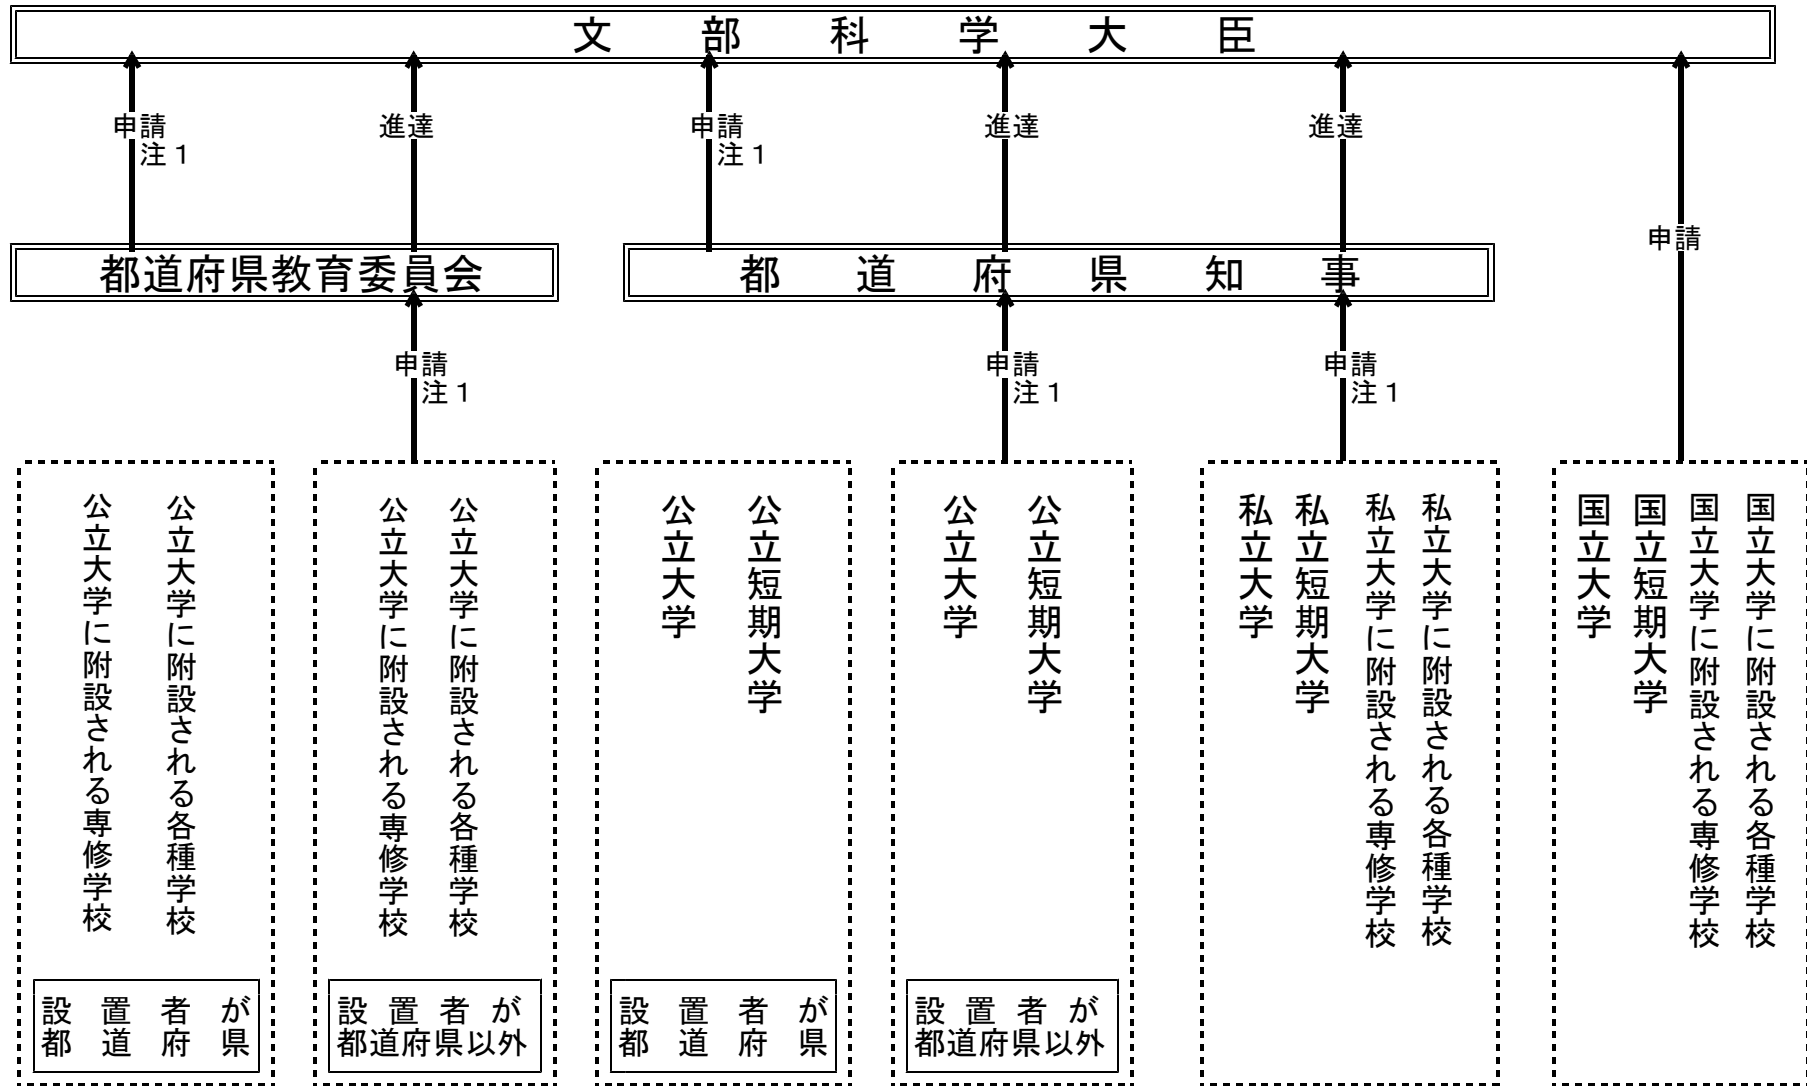 文部科学大臣
申請
注１
進達
申請
注１
進達
進達
申請
都道府県教育委員会
都道府県知事
申請
注１
申請
注１
申請
注１
公立大学に附設される専修学校
公立大学に附設される各種学校
設置者が
都道府県
公立大学に附設される専修学校
公立大学に附設される各種学校
設置者が
都道府県以外
公立大学
公立短期大学
設置者が
都道府県
公立大学
公立短期大学
設置者が
都道府県以外
私立大学
私立短期大学
私立大学に附設される専修学校
私立大学に附設される各種学校
国立大学
国立短期大学
国立大学に附設される専修学校
国立大学に附設される各種学校